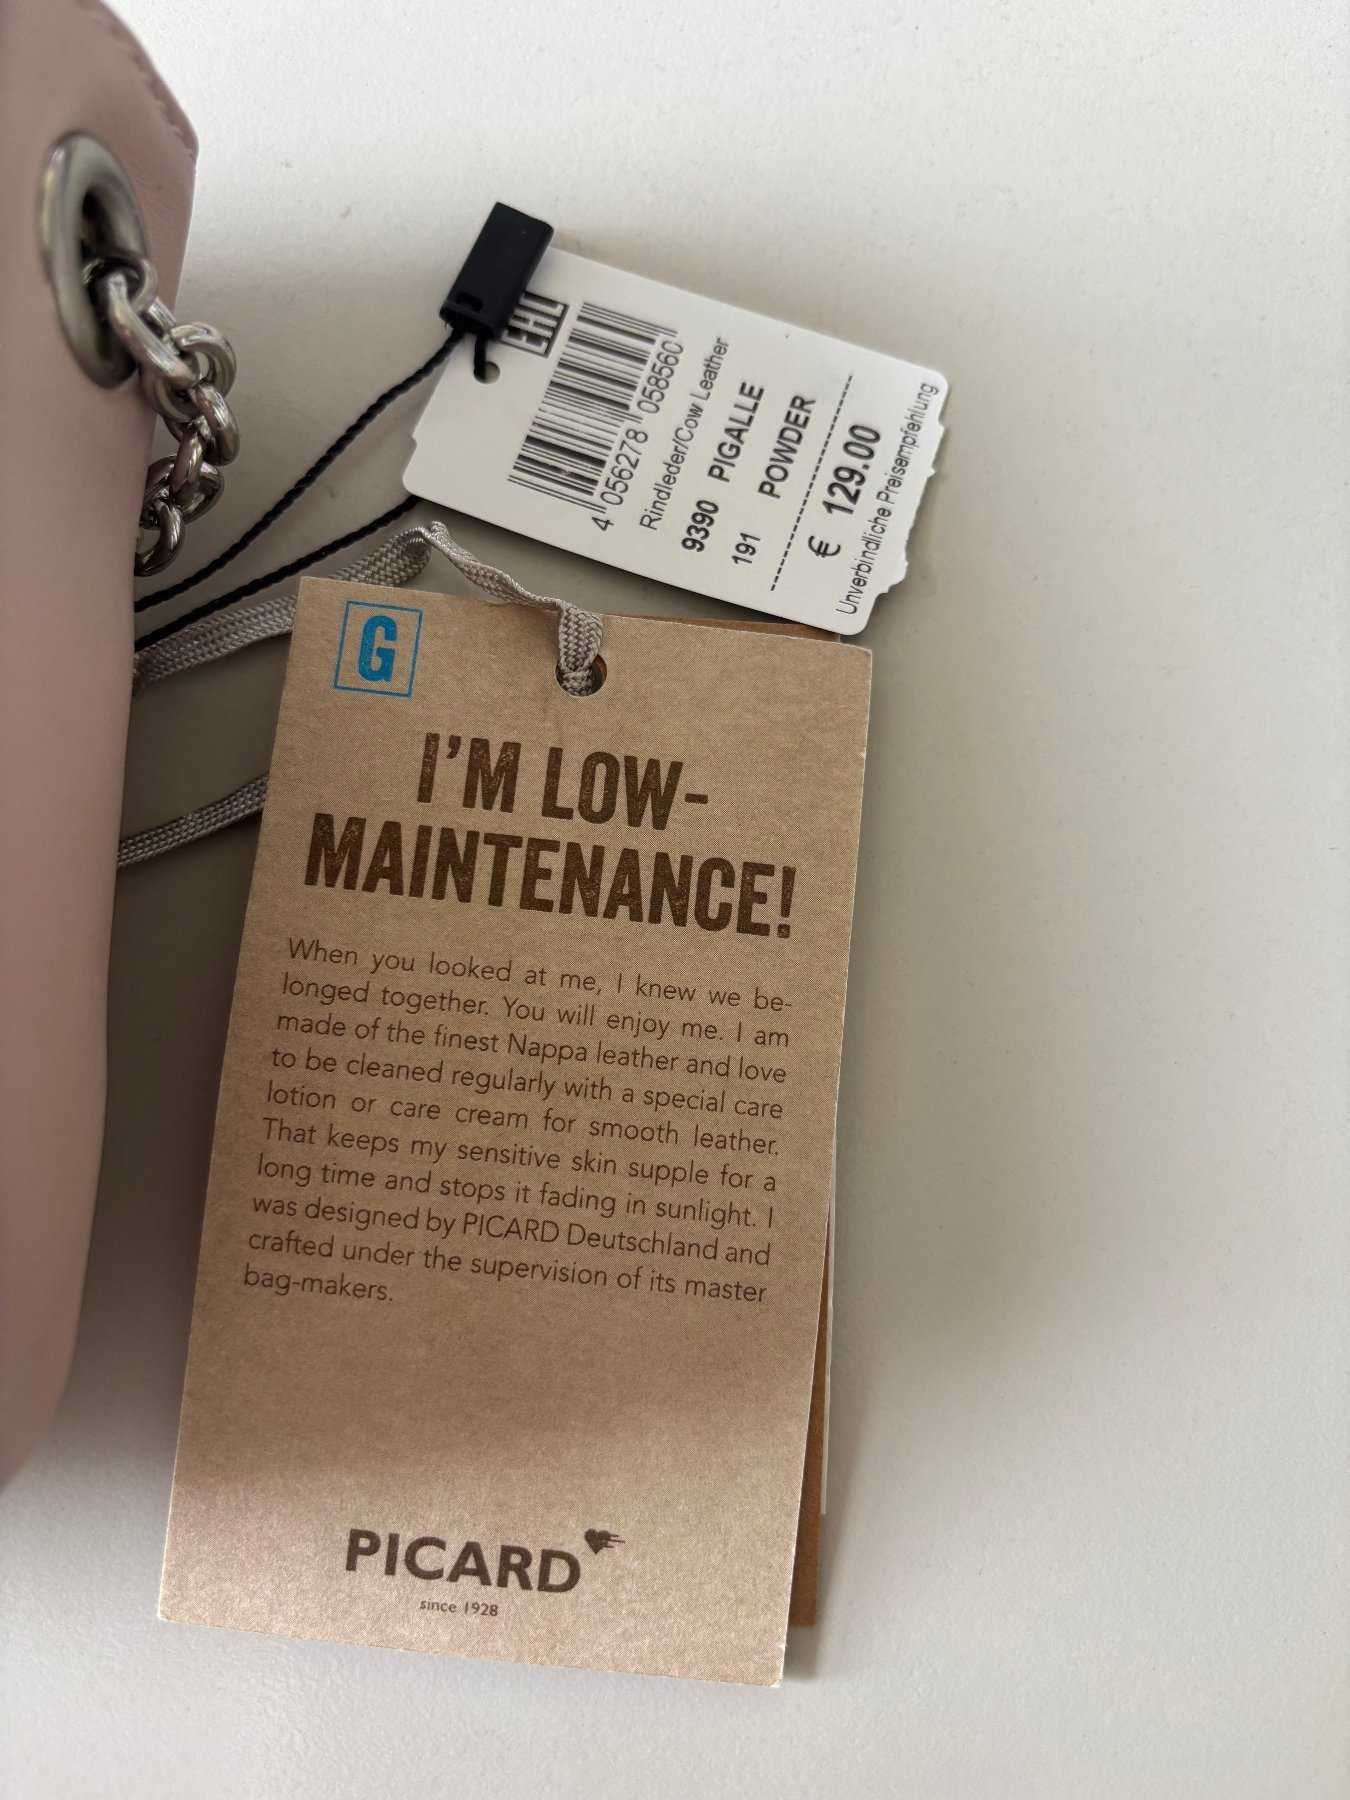 EAC
4 056278 058560
Rindleder/Cow Leather
9390 PIGALLE
191 POWDER
€ 129.00
Unverbindliche Preisempfehlung
G
I'M LOW-
MAINTENANCE!
When you looked at me, I knew we be-
longed together. You will enjoy me. I am
made of the finest Nappa leather and love
to be cleaned regularly with a special care
lotion or care cream for smooth leather.
That keeps my sensitive skin supple for a
long time and stops it fading in sunlight. I
was designed by PICARD Deutschland and
crafted under the supervision of its master
bag-makers.
PICARD
since 1928